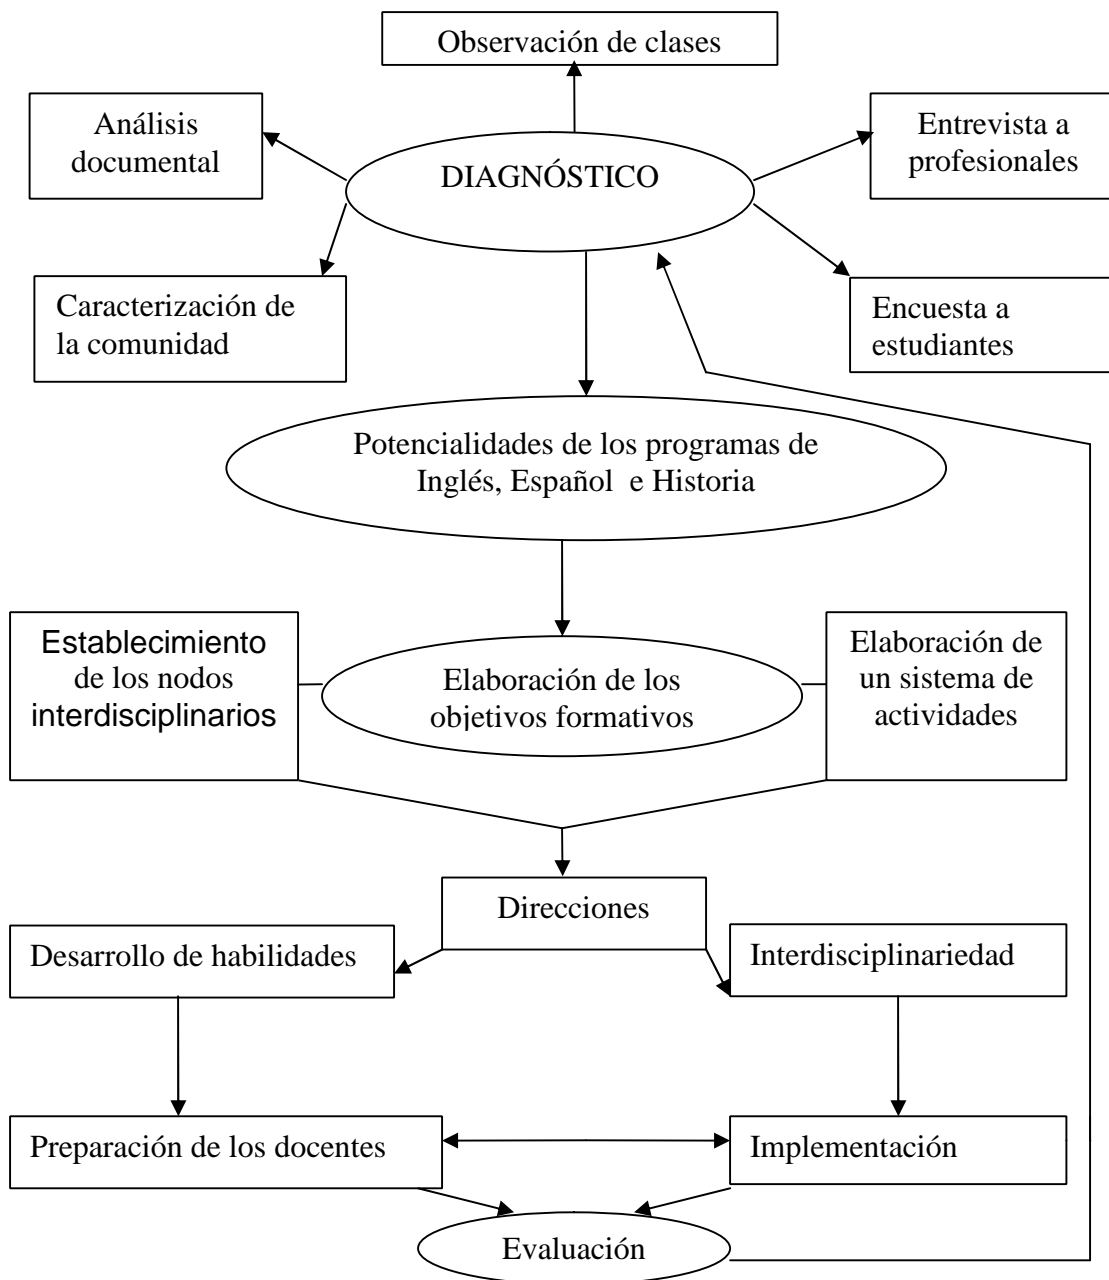 Observación de clases
Análisis
documental
DIAGNÓSTICO
Entrevista a
profesionales
Caracterización de
la comunidad
Encuesta a
estudiantes
Potencialidades de los programas de
Inglés, Español e Historia
Establecimiento
de los nodos
interdisciplinarios
Elaboración de los
objetivos formativos
Elaboración de
un sistema de
actividades
Direcciones
Desarrollo de habilidades
Interdisciplinariedad
Preparación de los docentes
Implementación
Evaluación